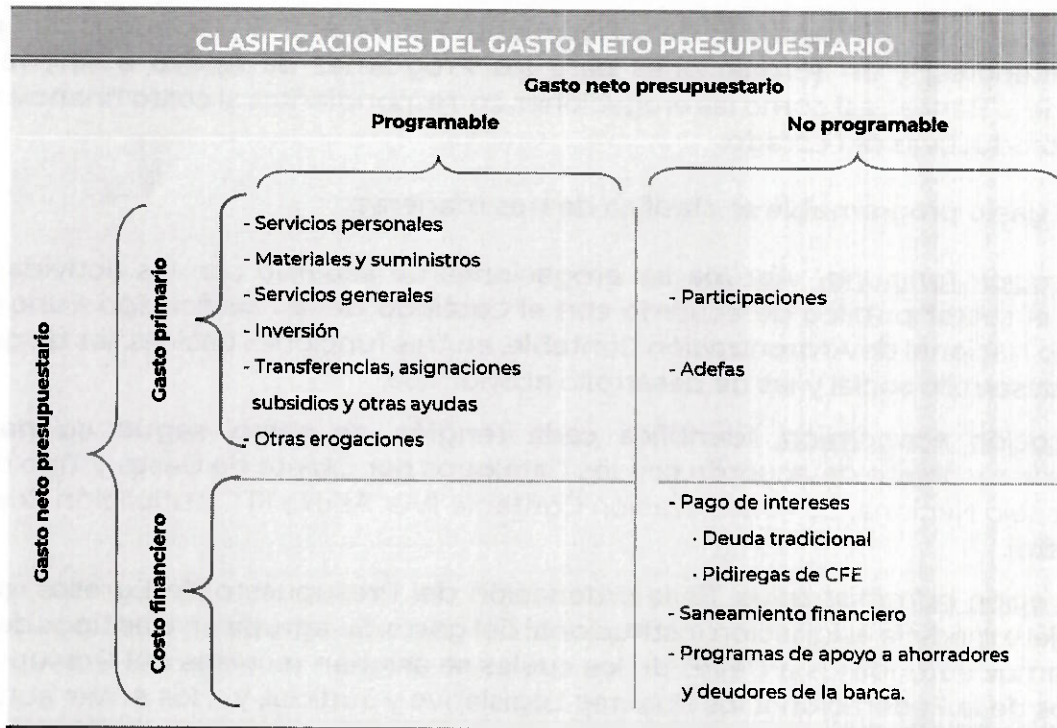 CLASIFICACIONES DEL GASTO NETO PRESUPUESTARIO
Gasto neto presupuestario
Programable
No programable
Gasto neto presupuestario
Gasto primario
- Servicios personales
- Materiales y suministros
- Servicios generales
- Inversión
- Transferencias, asignaciones
subsidios y otras ayudas
- Otras erogaciones
- Participaciones
- Adefas
Costo financiero
- Pago de intereses
· Deuda tradicional
· Pidiregas de CFE
- Saneamiento financiero
- Programas de apoyo a ahorradores
y deudores de la banca.